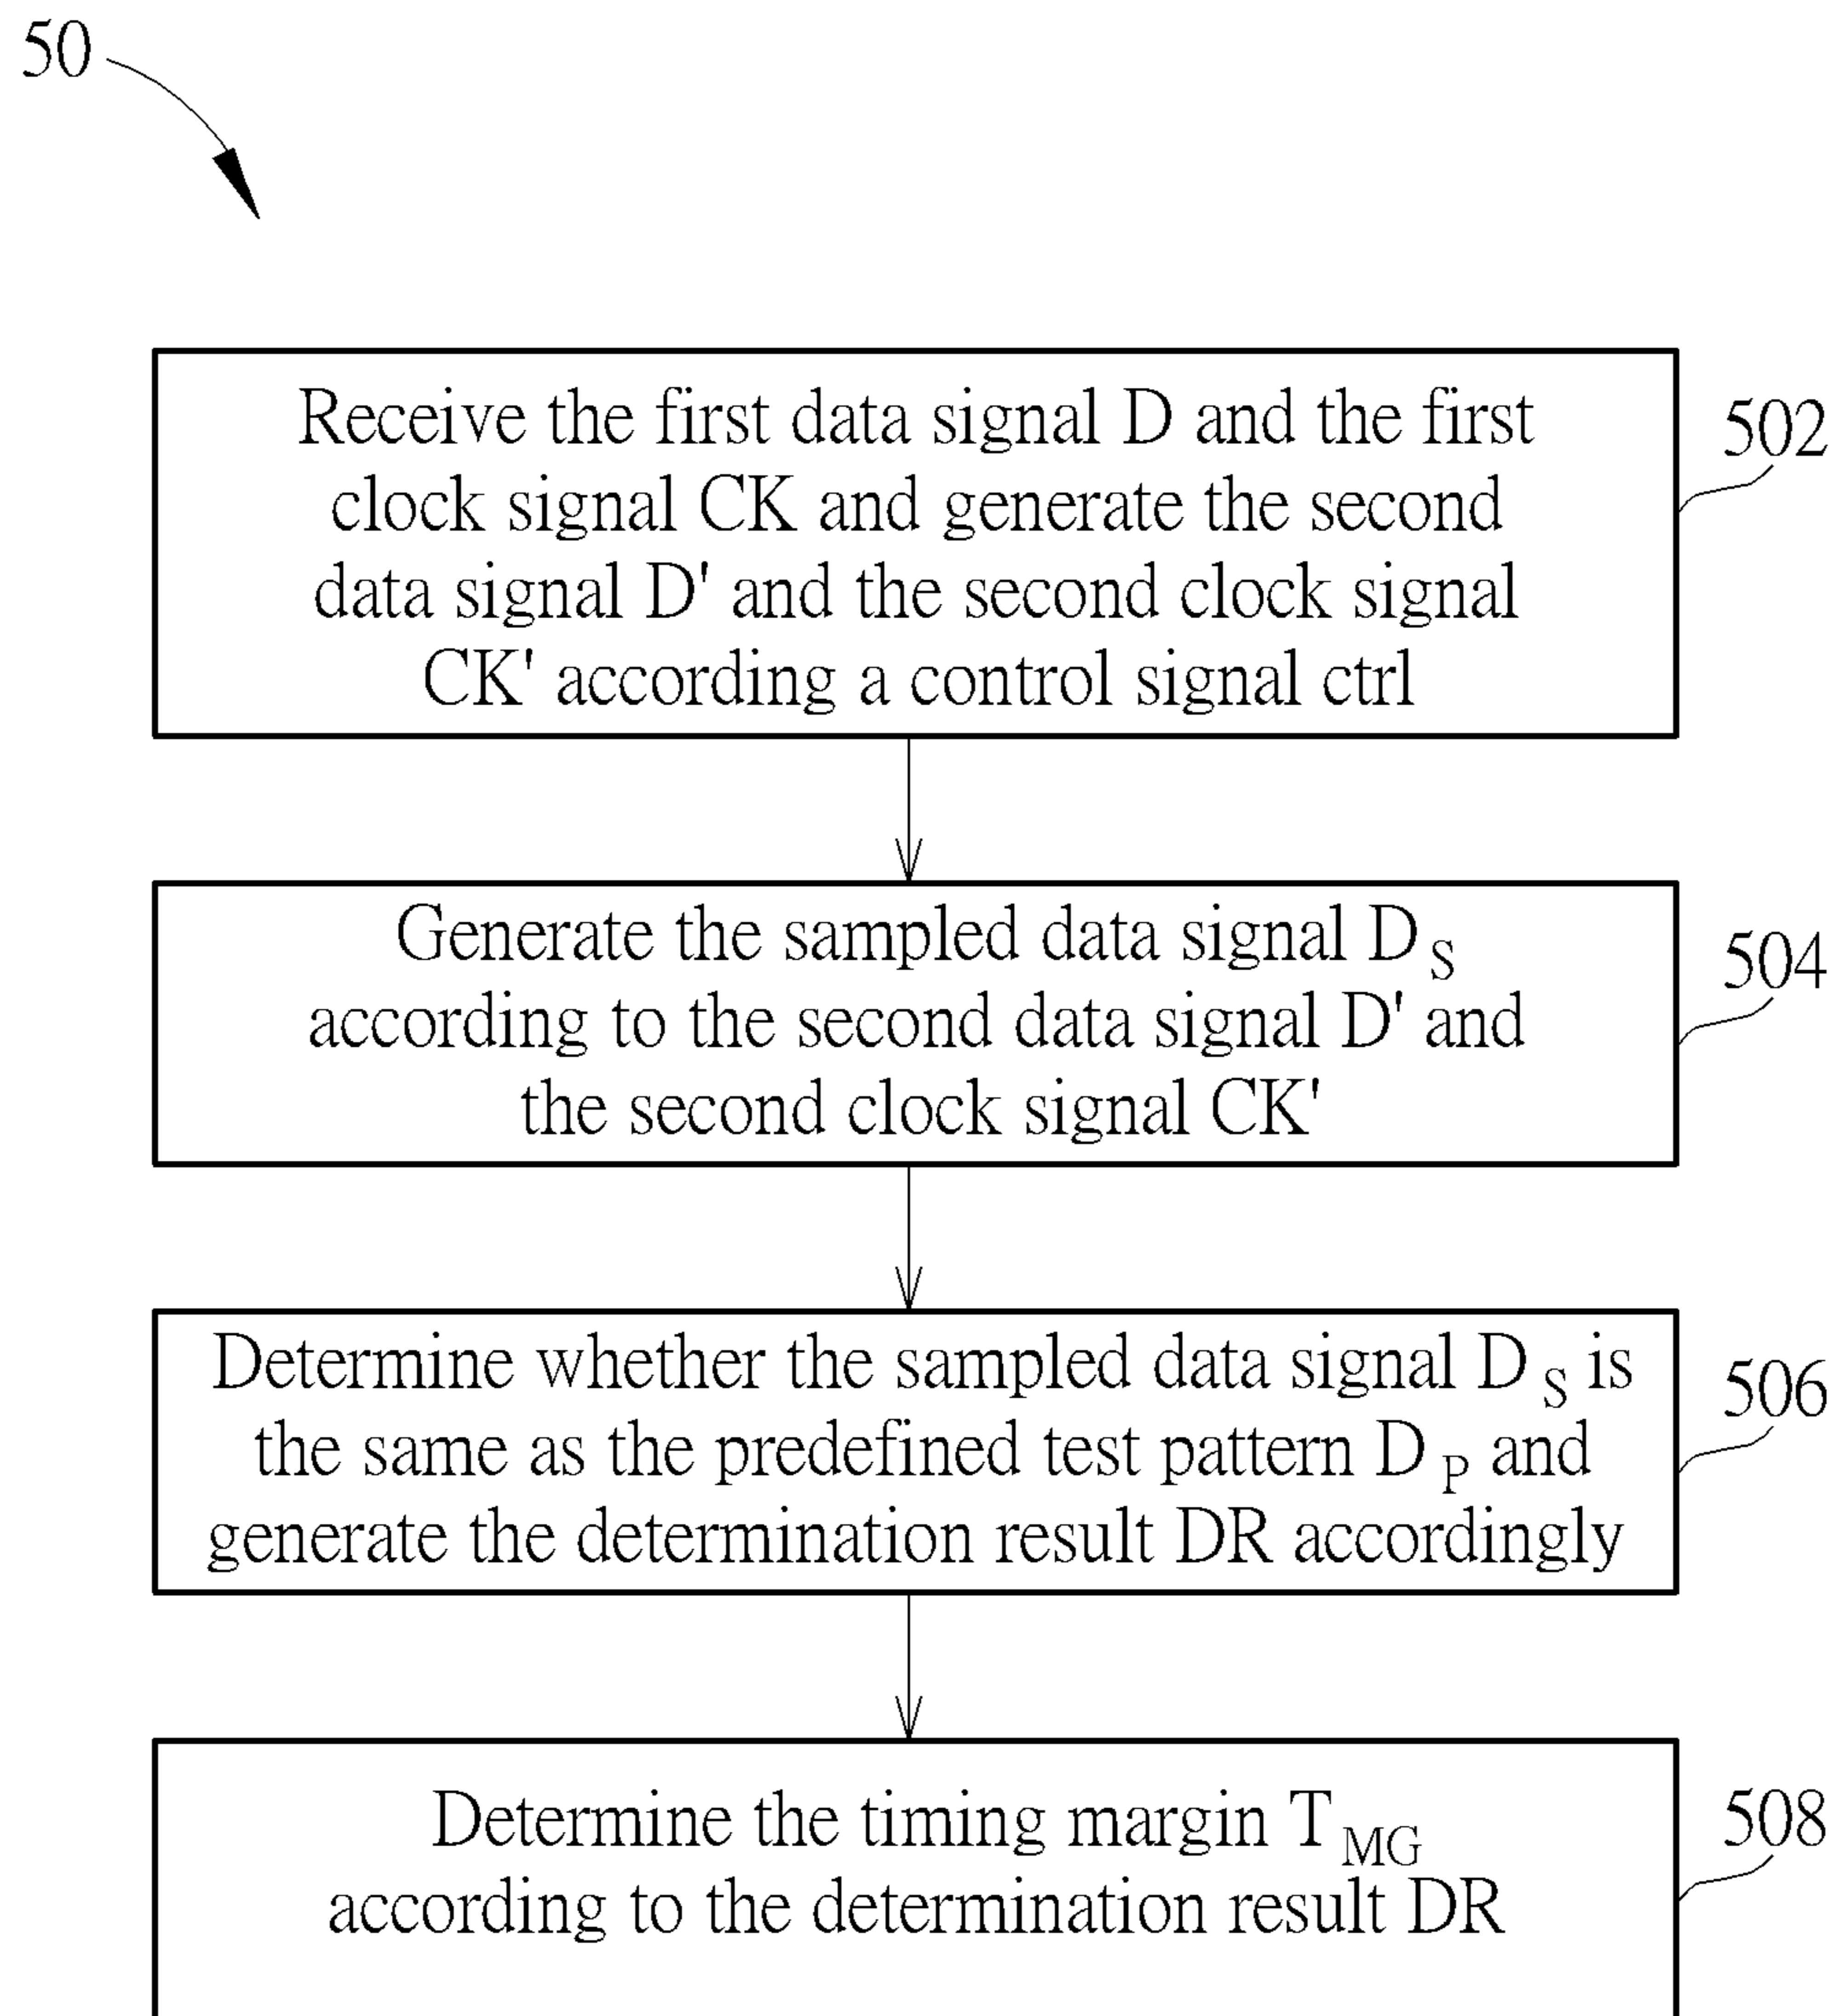 50
Receive the first data signal D and the first
clock signal CK and generate the second
data signal D' and the second clock signal
CK' according a control signal ctrl
502
Generate the sampled data signal D S
according to the second data signal D' and
the second clock signal CK'
504
Determine whether the sampled data signal D S is
the same as the predefined test pattern D P and
generate the determination result DR accordingly
506
Determine the timing margin T MG
according to the determination result DR
508